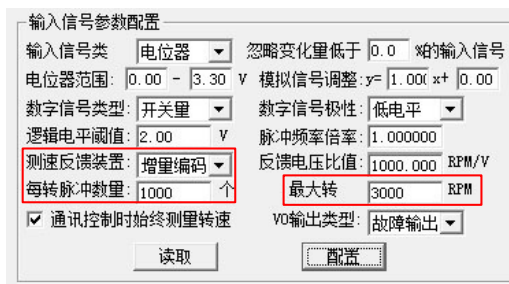 输入信号参数配置
输入信号类 电位器 忽略变化量低于 0.0 %的输入信号
电位器范围: 0.00 - 3.30 V 模拟信号调整: y= 1.00( x+ 0.00
数字信号类型: 开关量 数字信号极性: 低电平
逻辑电平阈值: 2.00 V 脉冲频率倍率: 1.000000
测速反馈装置: 增量编码 反馈电压比值: 1000.000 RPM/V
每转脉冲数量: 1000 个 最大转 3000 RPM
通讯控制时始终测量转速 VO输出类型: 故障输出
读取 配置